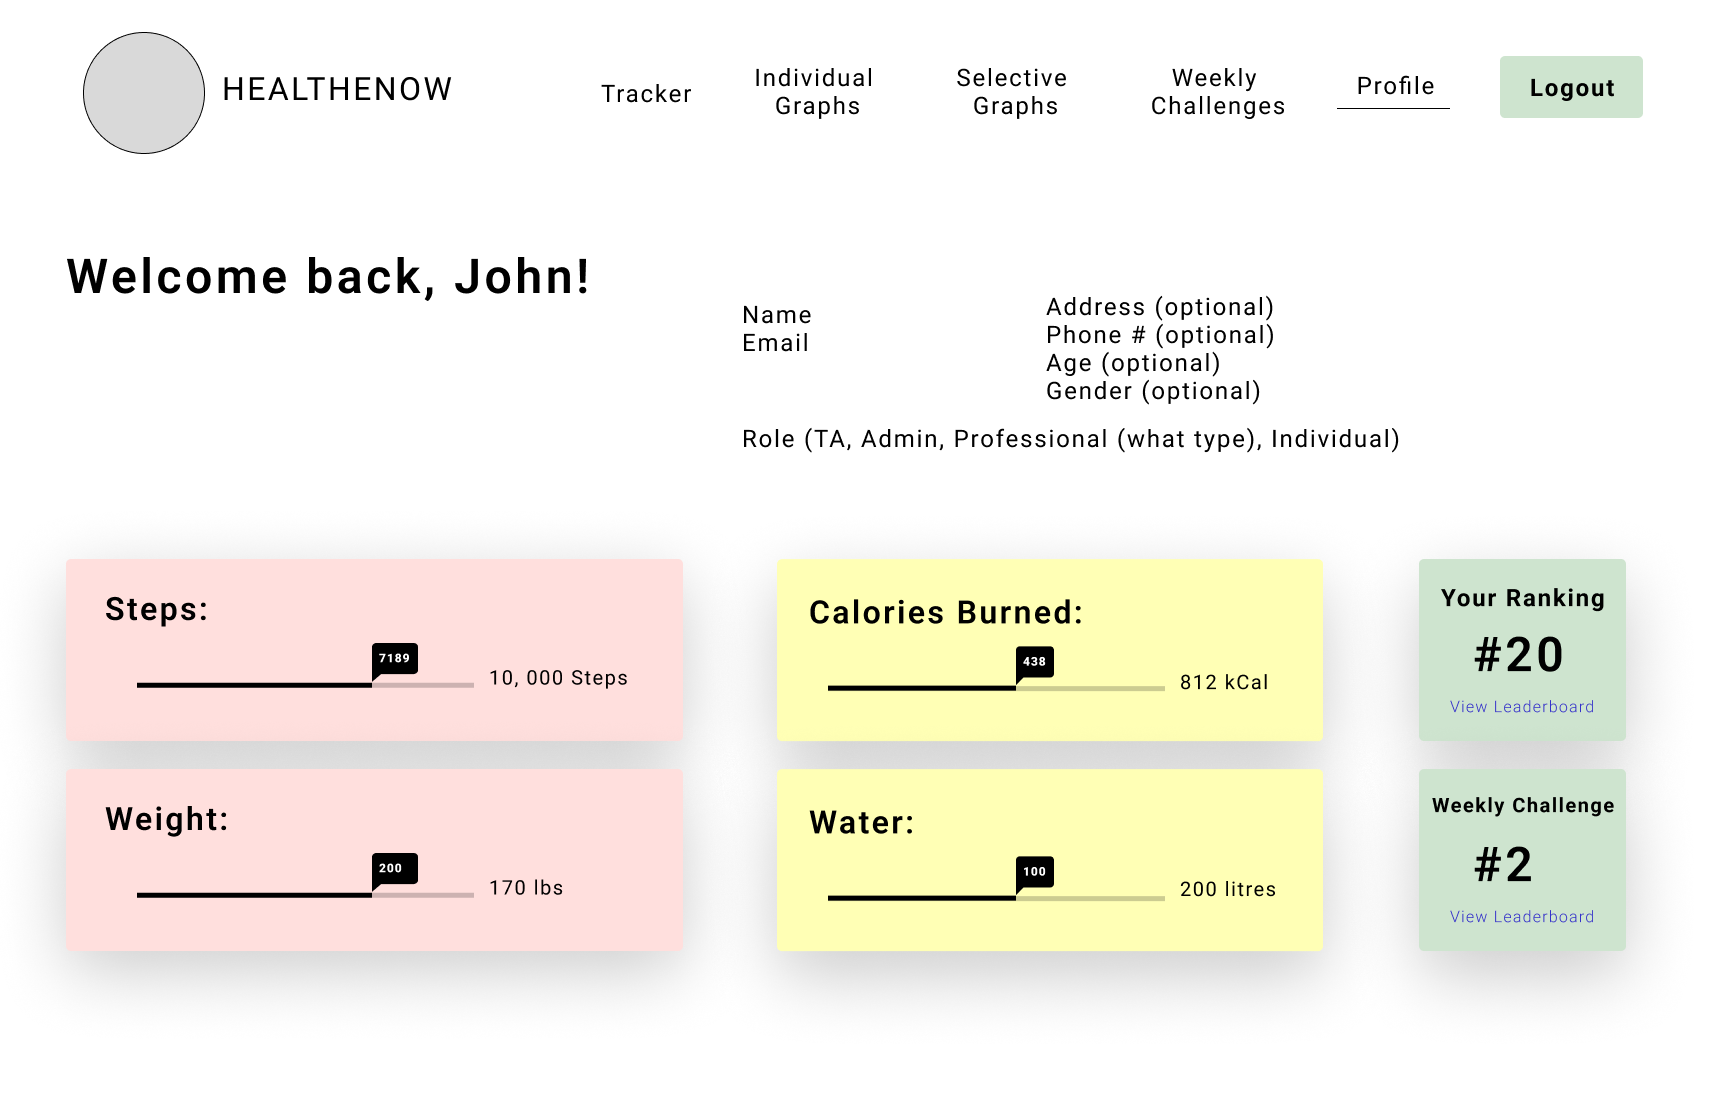 HEALTHENOW
Tracker
Individual
Graphs
Selective
Graphs
Weekly
Challenges
Profile
Logout
Welcome back, John!
Name
Email
Address (optional)
Phone # (optional)
Age (optional)
Gender (optional)
Role (TA, Admin, Professional (what type), Individual)
Steps:
7189
10, 000 Steps
Calories Burned:
438
812 kCal
Your Ranking
#20
View Leaderboard
Weight:
200
170 lbs
Water:
100
200 litres
Weekly Challenge
#2
View Leaderboard